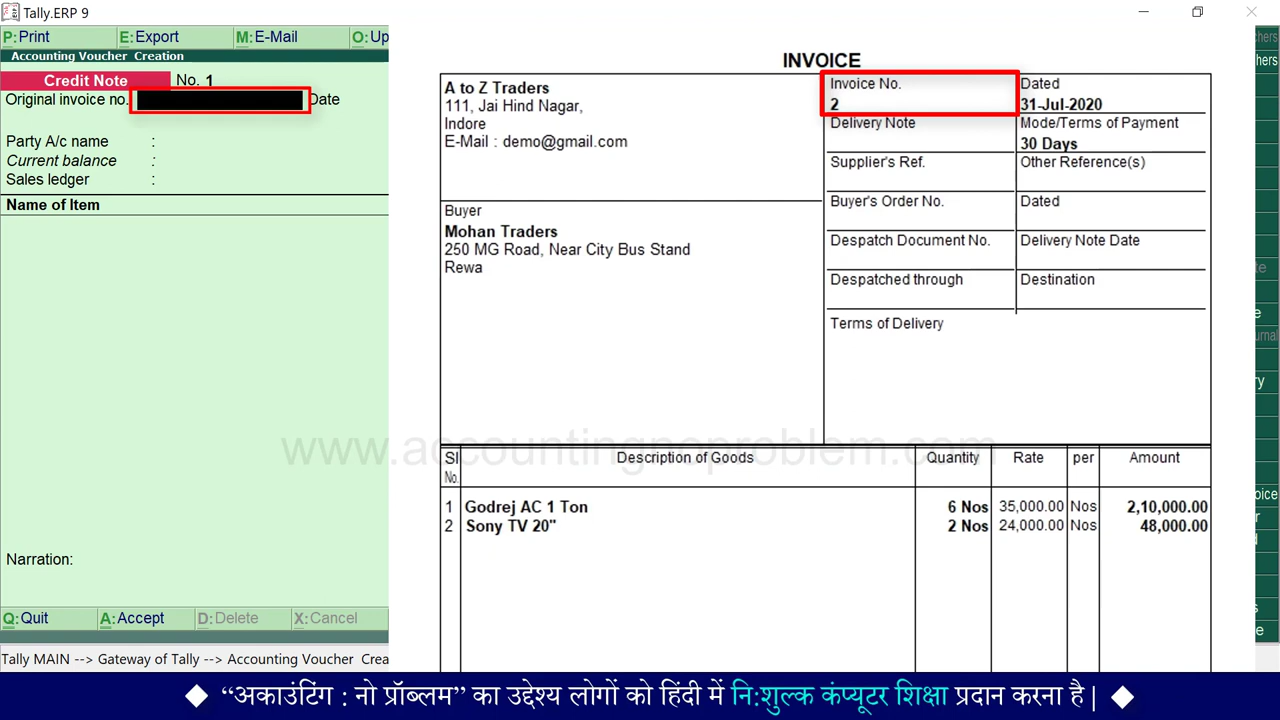 Tally.ERP 9
P:Print E:Export M:E-Mail O:Up
Accounting Voucher Creation
Credit Note No. 1
Original invoice no. Date
Party A/c name :
Current balance :
Sales ledger :
Name of Item
Narration:
Q:Quit A:Accept D:Delete X:Cancel
Tally MAIN --> Gateway of Tally --> Accounting Voucher Crea
INVOICE
A to Z Traders
111, Jai Hind Nagar,
Indore
E-Mail : demo@gmail.com
Invoice No.
2
Dated
31-Jul-2020
Delivery Note
Mode/Terms of Payment
30 Days
Supplier's Ref.
Other Reference(s)
Buyer
Mohan Traders
250 MG Road, Near City Bus Stand
Rewa
Buyer's Order No.
Dated
Despatch Document No.
Delivery Note Date
Despatched through
Destination
Terms of Delivery
www.accountingnoproblem.com
Sl No. Description of Goods Quantity Rate per Amount
1 Godrej AC 1 Ton 6 Nos 35,000.00 Nos 2,10,000.00
2 Sony TV 20" 2 Nos 24,000.00 Nos 48,000.00
“अकाउंटिंग : नो प्रॉब्लम” का उद्देश्य लोगों को हिंदी में नि:शुल्क कंप्यूटर शिक्षा प्रदान करना है |